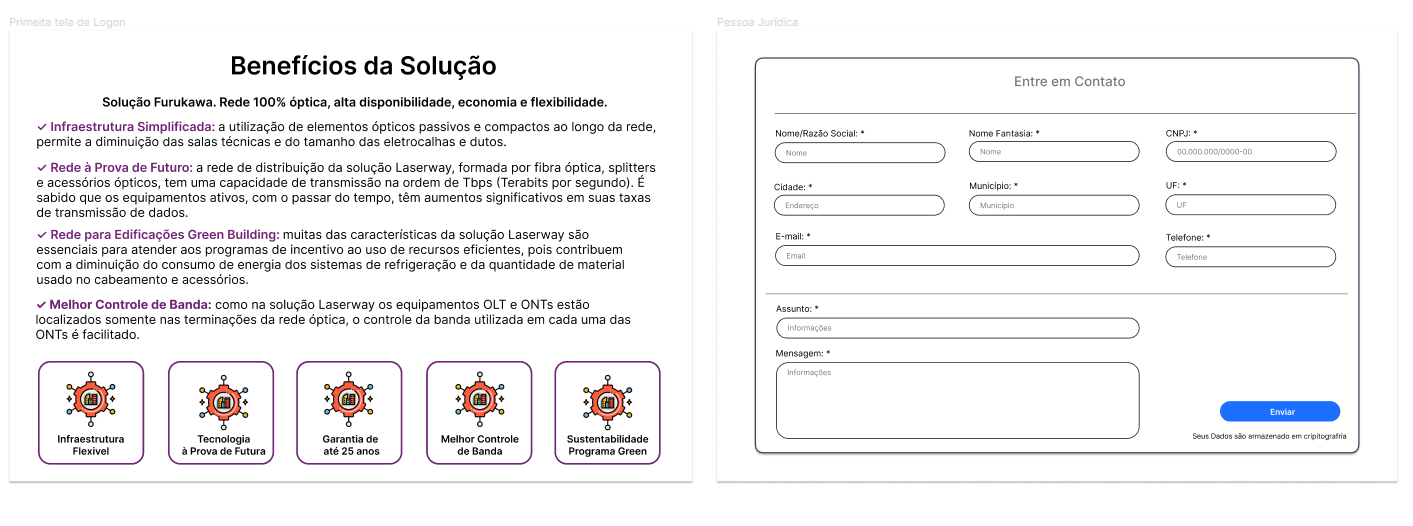 Primeita tela de Logon
Benefícios da Solução
Solução Furukawa. Rede 100% óptica, alta disponibilidade, economia e flexibilidade.
✓ Infraestrutura Simplificada: a utilização de elementos ópticos passivos e compactos ao longo da rede,
permite a diminuição das salas técnicas e do tamanho das eletrocalhas e dutos.
✓ Rede à Prova de Futuro: a rede de distribuição da solução Laserway, formada por fibra óptica, splitters
e acessórios ópticos, tem uma capacidade de transmissão na ordem de Tbps (Terabits por segundo). É
sabido que os equipamentos ativos, com o passar do tempo, têm aumentos significativos em suas taxas
de transmissão de dados.
✓ Rede para Edificações Green Building: muitas das características da solução Laserway são
essenciais para atender aos programas de incentivo ao uso de recursos eficientes, pois contribuem
com a diminuição do consumo de energia dos sistemas de refrigeração e da quantidade de material
usado no cabeamento e acessórios.
✓ Melhor Controle de Banda: como na solução Laserway os equipamentos OLT e ONTs estão
localizados somente nas terminações da rede óptica, o controle da banda utilizada em cada uma das
ONTs é facilitado.
Infraestrutura
Flexivel
Tecnologia
à Prova de Futura
Garantia de
até 25 anos
Melhor Controle
de Banda
Sustentabilidade
Programa Green
Pessoa Jurídica
Entre em Contato
Nome/Razão Social: *
Nome Fantasia: *
CNPJ: *
Nome
Nome
00.000.000/0000-00
Cidade: *
Município: *
UF: *
Endereço
Município
UF
E-mail: *
Telefone: *
Email
Telefone
Assunto: *
Informações
Mensagem: *
Informações
Enviar
Seus Dados são armazenado em cripitografria